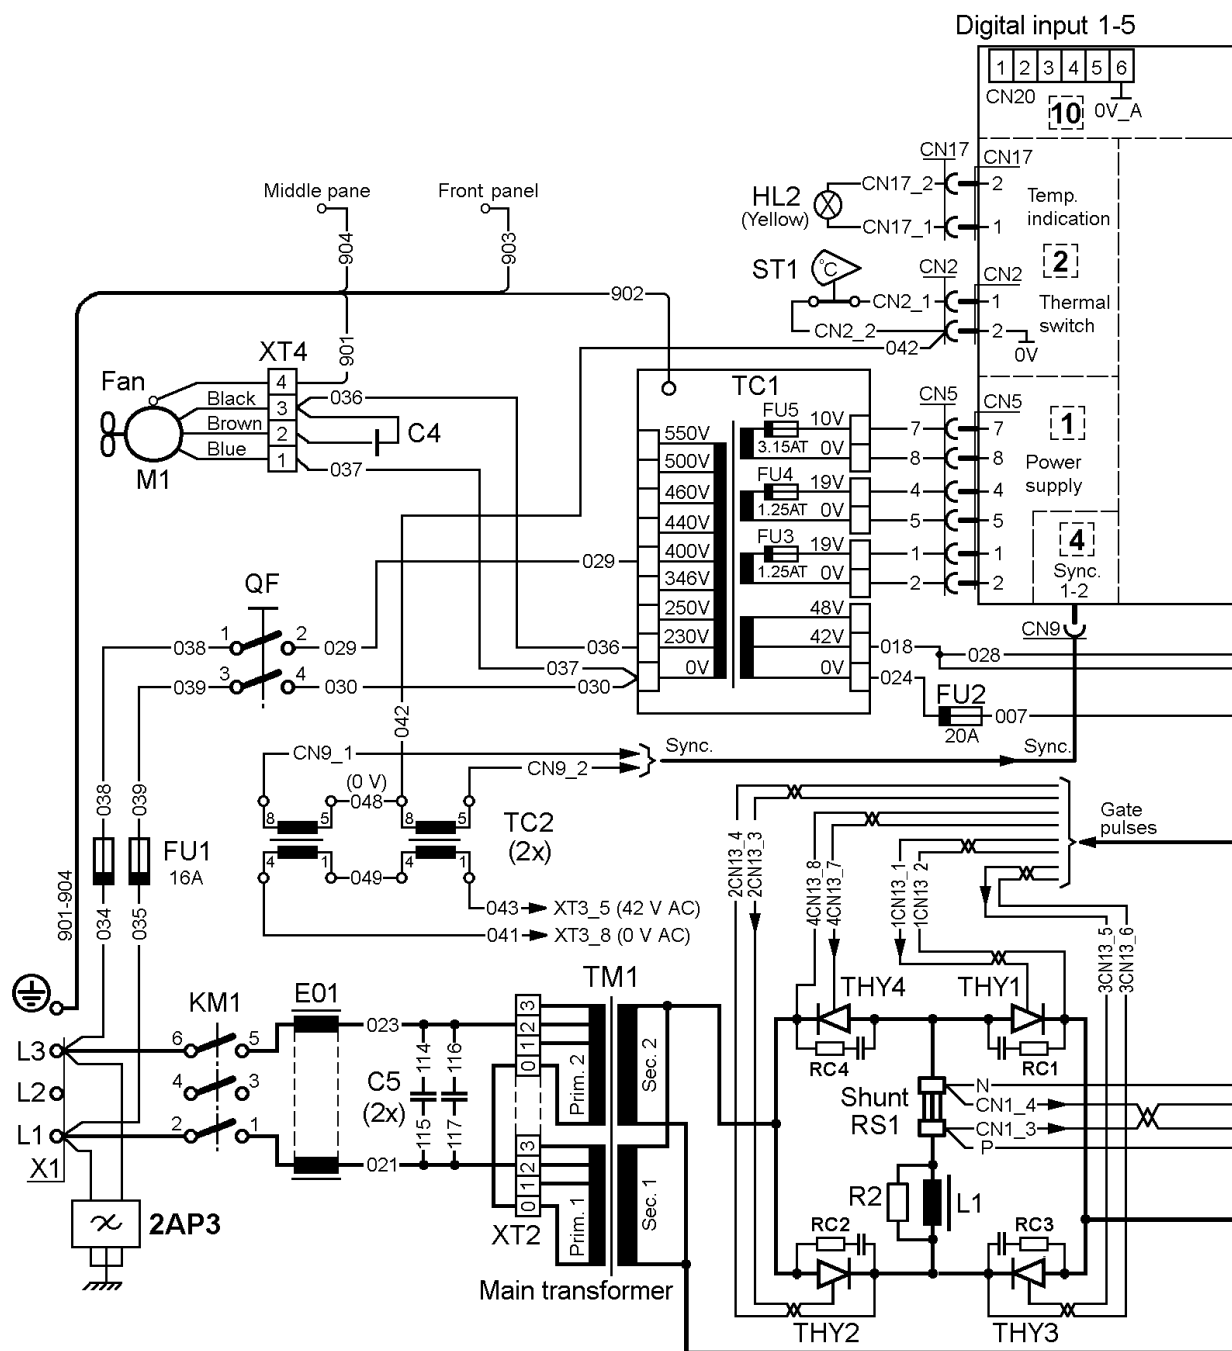 Digital input 1-5
1 2 3 4 5 6
CN20
10
0V_A
CN17
CN17
Middle pane
Front panel
HL2
(Yellow)
CN17_2
2
CN17_1
1
Temp.
indication
2
904
903
ST1
°C
CN2
CN2
902
CN2_1
1
CN2_2
2
0V
042
Thermal
switch
901
XT4
Fan
4
Black
3
036
Brown
2
C4
Blue
1
037
M1
TC1
550V
500V
460V
440V
400V
346V
250V
230V
0V
FU5
10V
3.15AT
0V
FU4
19V
1.25AT
0V
FU3
19V
1.25AT
0V
48V
42V
0V
CN5
CN5
7
7
8
8
4
4
5
5
1
1
2
2
1
Power
supply
4
Sync.
1-2
CN9
029
QF
038
1
2
029
039
3
4
030
036
037
030
018
028
024
FU2
20A
007
042
CN9_1
Sync.
Sync.
CN9_2
(0 V)
048
8
5
8
5
4
1
4
1
049
TC2
(2x)
038
039
FU1
16A
034
035
901-904
043
XT3_5 (42 V AC)
041
XT3_8 (0 V AC)
2CN13_4
2CN13_3
4CN13_8
4CN13_7
1CN13_1
1CN13_2
3CN13_5
3CN13_6
Gate
pulses
KM1
E01
TM1
THY4
THY1
L3
6
5
023
L2
4
3
L1
2
1
021
X1
114
116
C5
(2x)
115
117
3
2
1
0
3
2
1
0
XT2
Prim. 2
Sec. 2
Prim. 1
Sec. 1
Main transformer
RC4
RC1
Shunt
RS1
N
CN1_4
CN1_3
P
R2
L1
RC2
RC3
THY2
THY3
2AP3